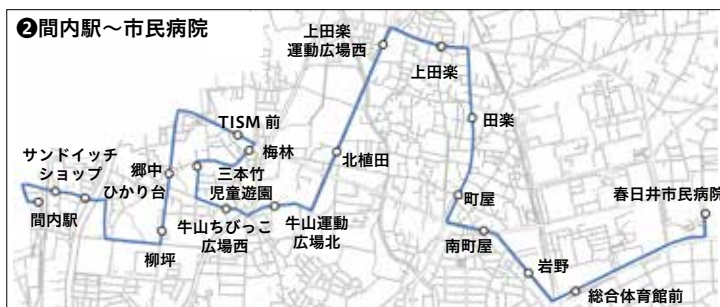 ❷間内駅～市民病院
上田楽
運動広場西
上田楽
TISM 前
田楽
サンドイッチ
ショップ
郷中
ひかり台
梅林
三本竹
児童遊園
北植田
町屋
春日井市民病院
間内駅
柳坪
牛山ちびっこ
広場西
牛山運動
広場北
南町屋
岩野
総合体育館前